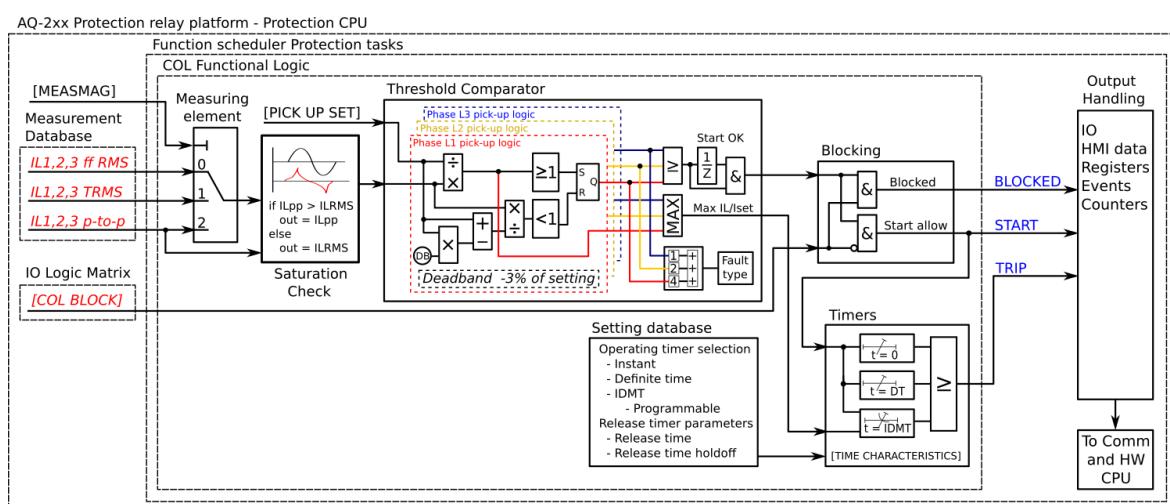 AQ-2xx Protection relay platform - Protection CPU
Function scheduler Protection tasks
COL Functional Logic
[MEASMAG]
Measurement
Database
IL1,2,3 ff RMS
IL1,2,3 TRMS
IL1,2,3 p-to-p
IO Logic Matrix
[COL BLOCK]
Measuring
element
0
1
2
[PICK UP SET]
if ILpp > ILRMS
out = ILpp
else
out = ILRMS
Saturation
Check
Threshold Comparator
Phase L3 pick-up logic
Phase L2 pick-up logic
Phase L1 pick-up logic
÷
×
≥1
S
R
Q
×
÷
<1
+
−
×
DB
Deadband -3% of setting
≥
Start OK
1
Z
&
MAX
Max IL/Iset
1 +
2 +
4 +
Fault
type
Blocking
&
Blocked
&
Start allow
BLOCKED
START
TRIP
Setting database
Operating timer selection
- Instant
- Definite time
- IDMT
- Programmable
Release timer parameters
- Release time
- Release time holdoff
Timers
t = 0
t = DT
t = IDMT
≥
[TIME CHARACTERISTICS]
Output
Handling
IO
HMI data
Registers
Events
Counters
To Comm
and HW
CPU